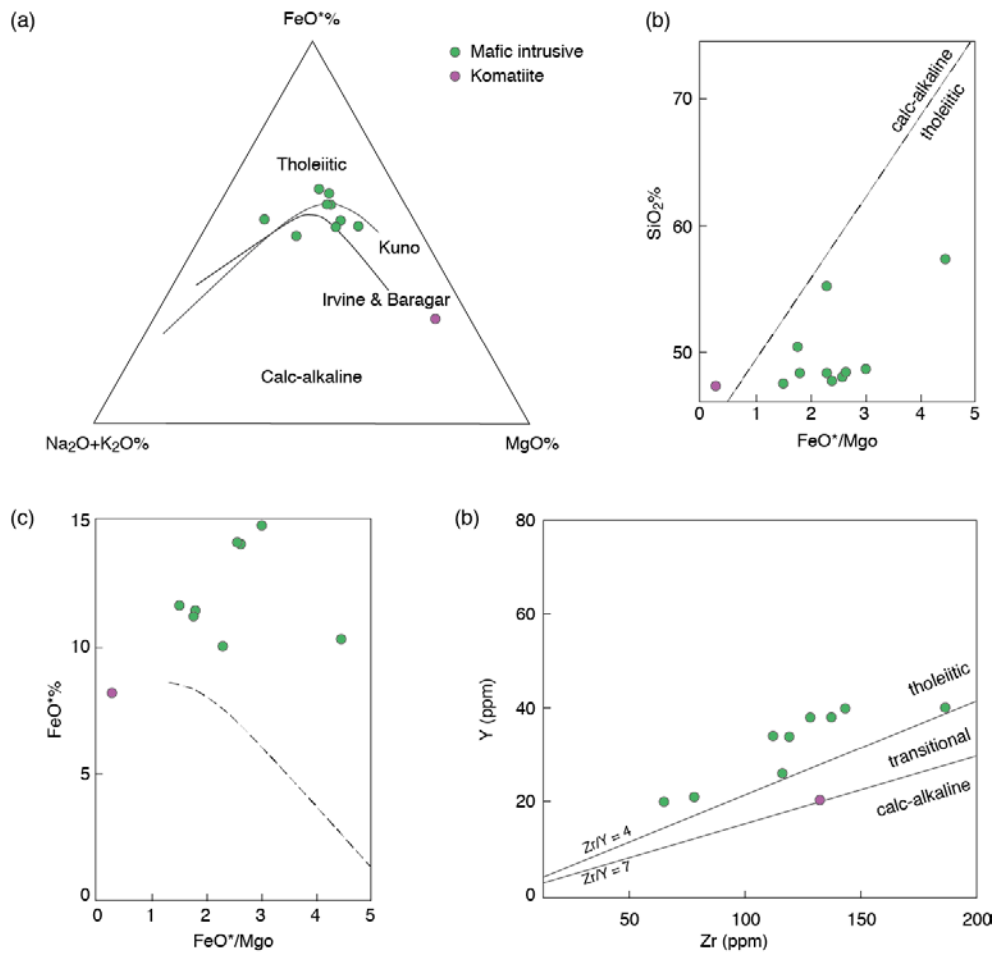 (a)
FeO*%
Mafic intrusive
Komatiite
Tholeiitic
Kuno
Irvine & Baragar
Calc-alkaline
Na₂O+K₂O%
MgO%
(b)
calc-alkaline
tholeiitic
SiO₂%
70
60
50
0
1
2
3
4
5
FeO*/Mgo
(c)
15
10
5
0
FeO*%
0
1
2
3
4
5
FeO*/Mgo
(b)
80
60
40
20
0
Y (ppm)
tholeiitic
transitional
calc-alkaline
Zr/Y = 4
Zr/Y = 7
50
100
150
200
Zr (ppm)